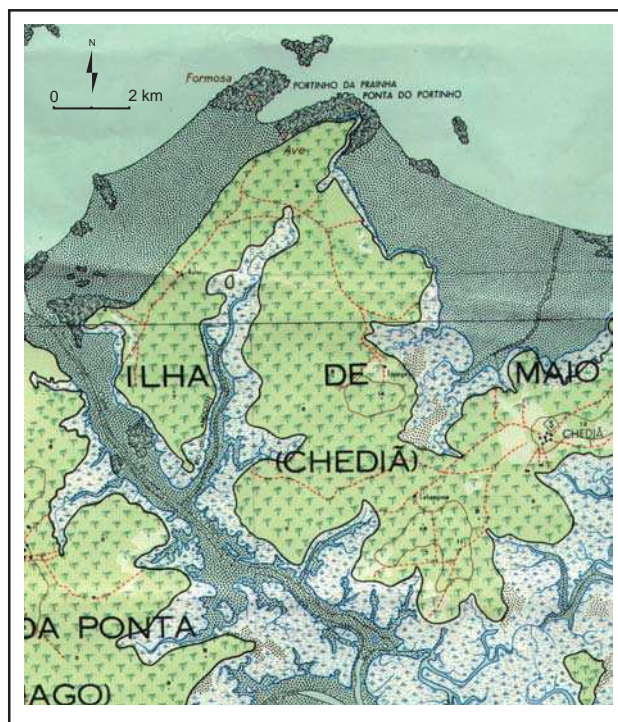 N
0 2 km
Formosa
PORTINHO DA PRAINHA
PONTA DO PORTINHO
Ave
ILHA DE MAIO
(CHEDIÃ)
CHEDIÃ
DA PONTA
AGO)